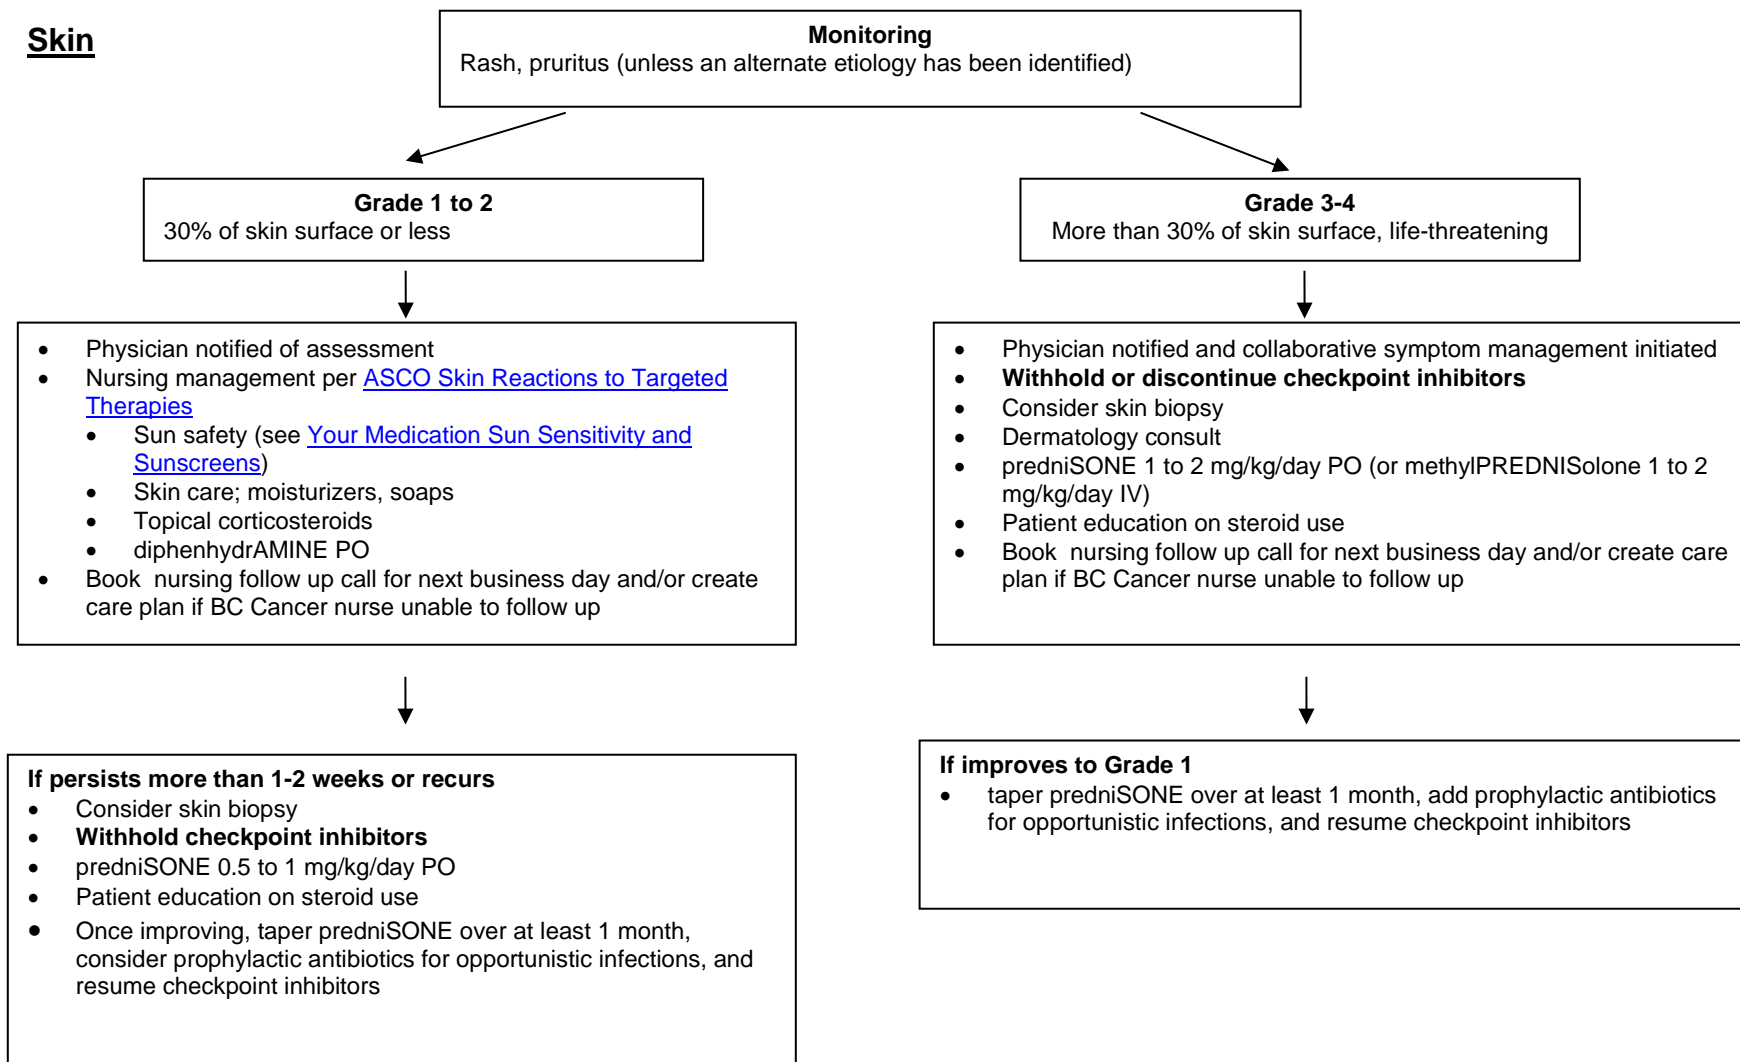 Skin
Monitoring
Rash, pruritus (unless an alternate etiology has been identified)
Grade 1 to 2
30% of skin surface or less
• Physician notified of assessment
• Nursing management per ASCO Skin Reactions to Targeted
Therapies
• Sun safety (see Your Medication Sun Sensitivity and
Sunscreens)
• Skin care; moisturizers, soaps
• Topical corticosteroids
• diphenhydrAMINE PO
• Book nursing follow up call for next business day and/or create
care plan if BC Cancer nurse unable to follow up
If persists more than 1-2 weeks or recurs
• Consider skin biopsy
• Withhold checkpoint inhibitors
• predniSONE 0.5 to 1 mg/kg/day PO
• Patient education on steroid use
• Once improving, taper predniSONE over at least 1 month,
consider prophylactic antibiotics for opportunistic infections, and
resume checkpoint inhibitors
Grade 3-4
More than 30% of skin surface, life-threatening
• Physician notified and collaborative symptom management initiated
• Withhold or discontinue checkpoint inhibitors
• Consider skin biopsy
• Dermatology consult
• predniSONE 1 to 2 mg/kg/day PO (or methylPREDNISolone 1 to 2
mg/kg/day IV)
• Patient education on steroid use
• Book nursing follow up call for next business day and/or create care
plan if BC Cancer nurse unable to follow up
If improves to Grade 1
• taper predniSONE over at least 1 month, add prophylactic antibiotics
for opportunistic infections, and resume checkpoint inhibitors